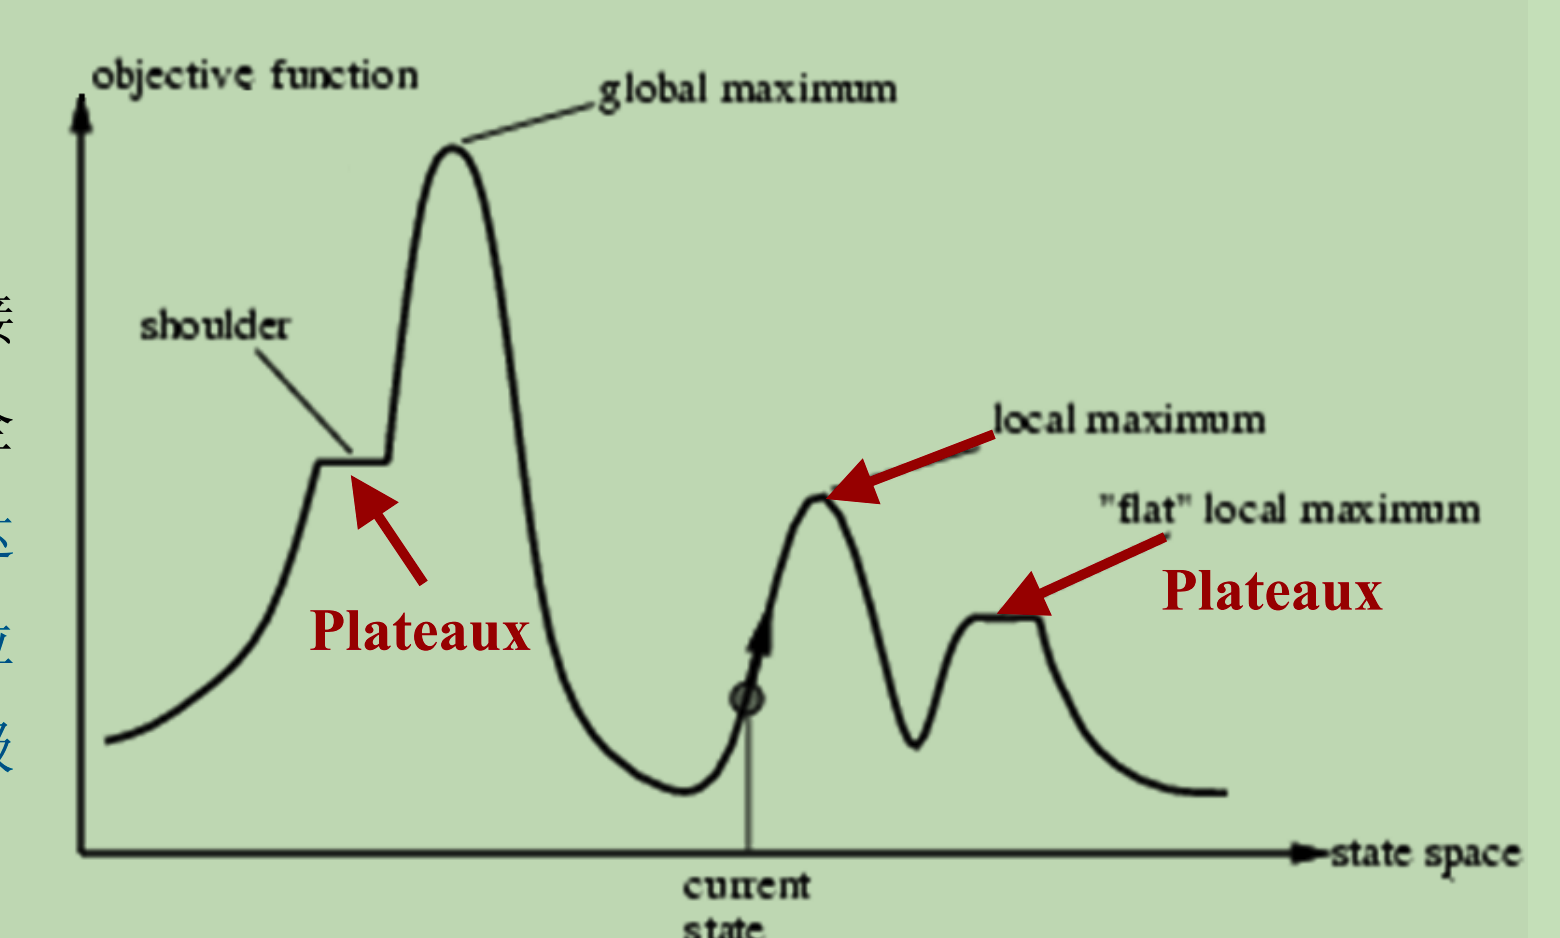 objective function
global maximum
shoulder
local maximum
"flat" local maximum
Plateaux
Plateaux
state space
current
state